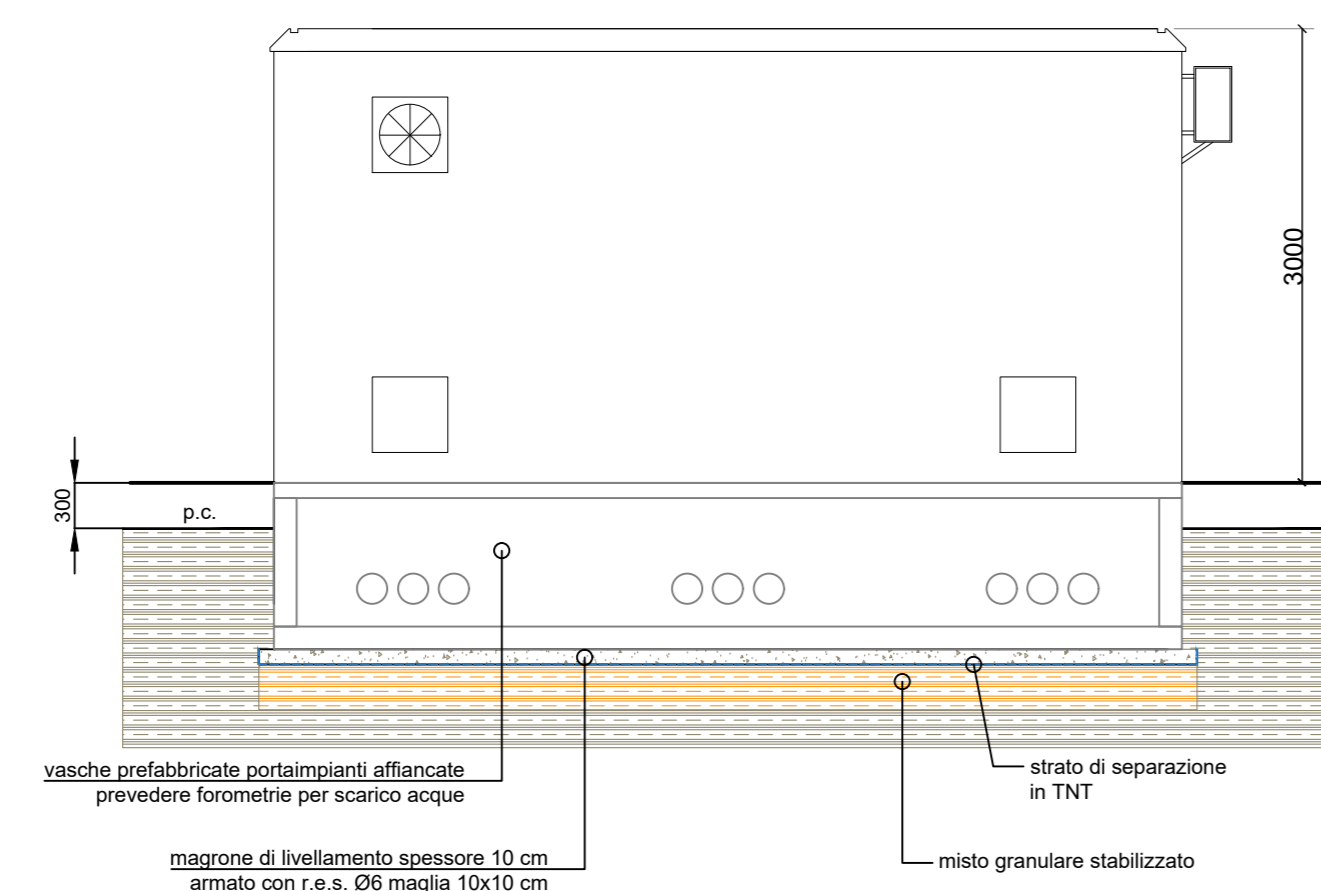 3000
300
p.c.
vasche prefabbricate portaimpianti affiancate
prevedere forometrie per scarico acque
strato di separazione
in TNT
magrone di livellamento spessore 10 cm
armato con r.e.s. Ø6 maglia 10x10 cm
misto granulare stabilizzato